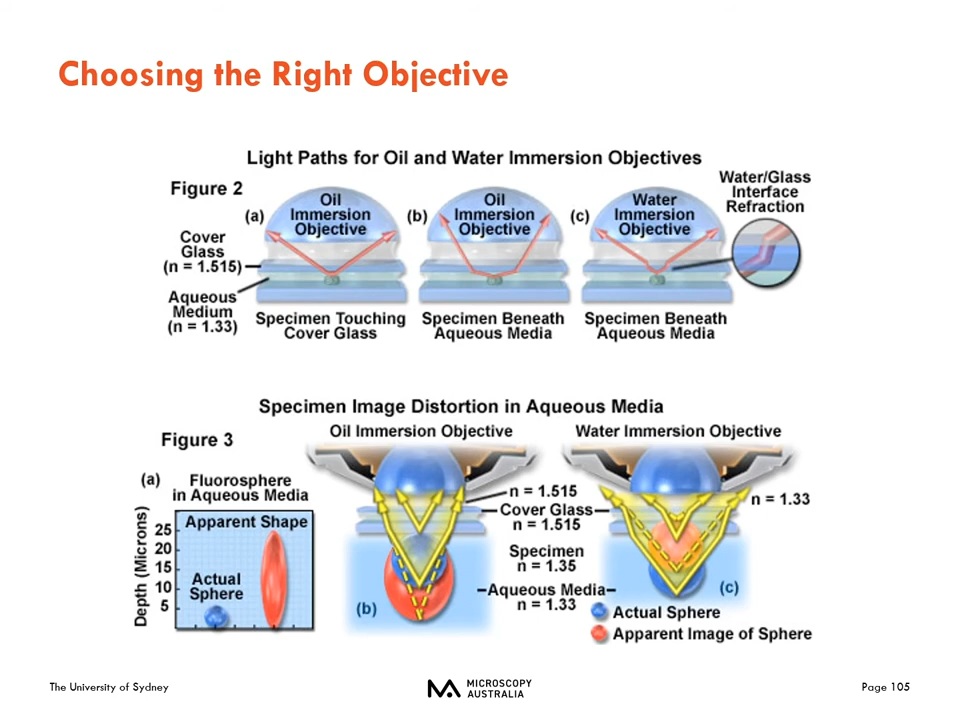 Choosing the Right Objective
Light Paths for Oil and Water Immersion Objectives
Figure 2
(a)
Oil
Immersion
Objective
(b)
Oil
Immersion
Objective
(c)
Water
Immersion
Objective
Water/Glass
Interface
Refraction
Cover
Glass
(n = 1.515)
Aqueous
Medium
(n = 1.33)
Specimen Touching
Cover Glass
Specimen Beneath
Aqueous Media
Specimen Beneath
Aqueous Media
Specimen Image Distortion in Aqueous Media
Figure 3
Oil Immersion Objective
Water Immersion Objective
(a)
Fluorosphere
in Aqueous Media
Depth (Microns)
25
20
15
10
5
Apparent Shape
Actual
Sphere
(b)
n = 1.515
Cover Glass
n = 1.515
Specimen
n = 1.35
Aqueous Media
n = 1.33
n = 1.33
(c)
Actual Sphere
Apparent Image of Sphere
The University of Sydney
MICROSCOPY
AUSTRALIA
Page 105